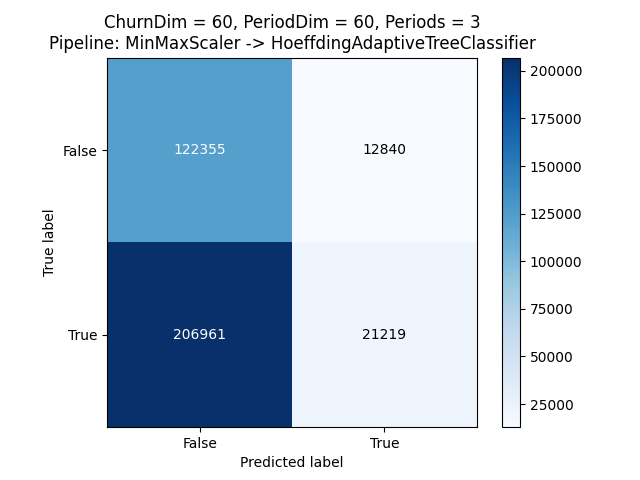 ChurnDim = 60, PeriodDim = 60, Periods = 3
Pipeline: MinMaxScaler -> HoeffdingAdaptiveTreeClassifier
200000
175000
150000
125000
100000
75000
50000
25000
False
122355
12840
True label
True
206961
21219
False
True
Predicted label